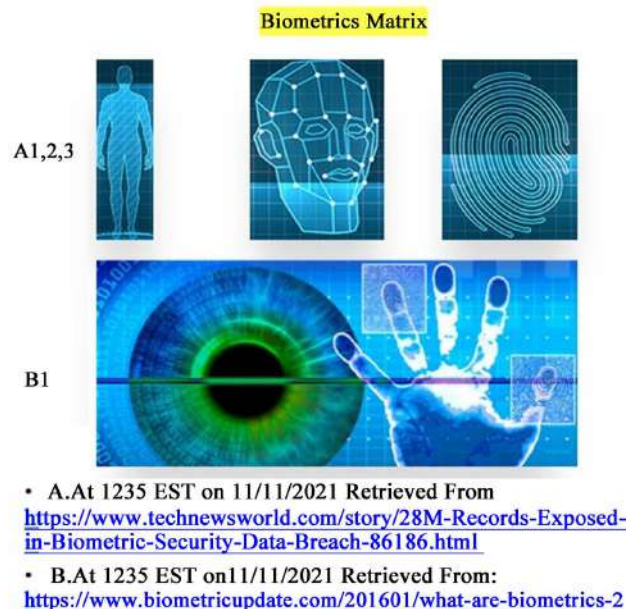 Biometrics Matrix
A1,2,3
B1
• A.At 1235 EST on 11/11/2021 Retrieved From
https://www.technewsworld.com/story/28M-Records-Exposed-
in-Biometric-Security-Data-Breach-86186.html
• B.At 1235 EST on11/11/2021 Retrieved From:
https://www.biometricupdate.com/201601/what-are-biometrics-2